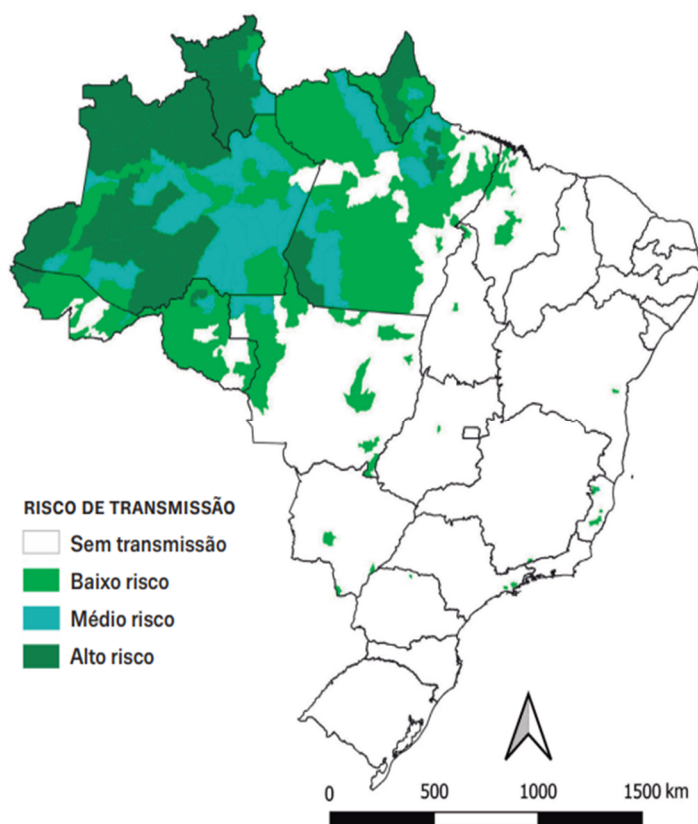 RISCO DE TRANSMISSÃO
Sem transmissão
Baixo risco
Médio risco
Alto risco
0 500 1000 1500 km